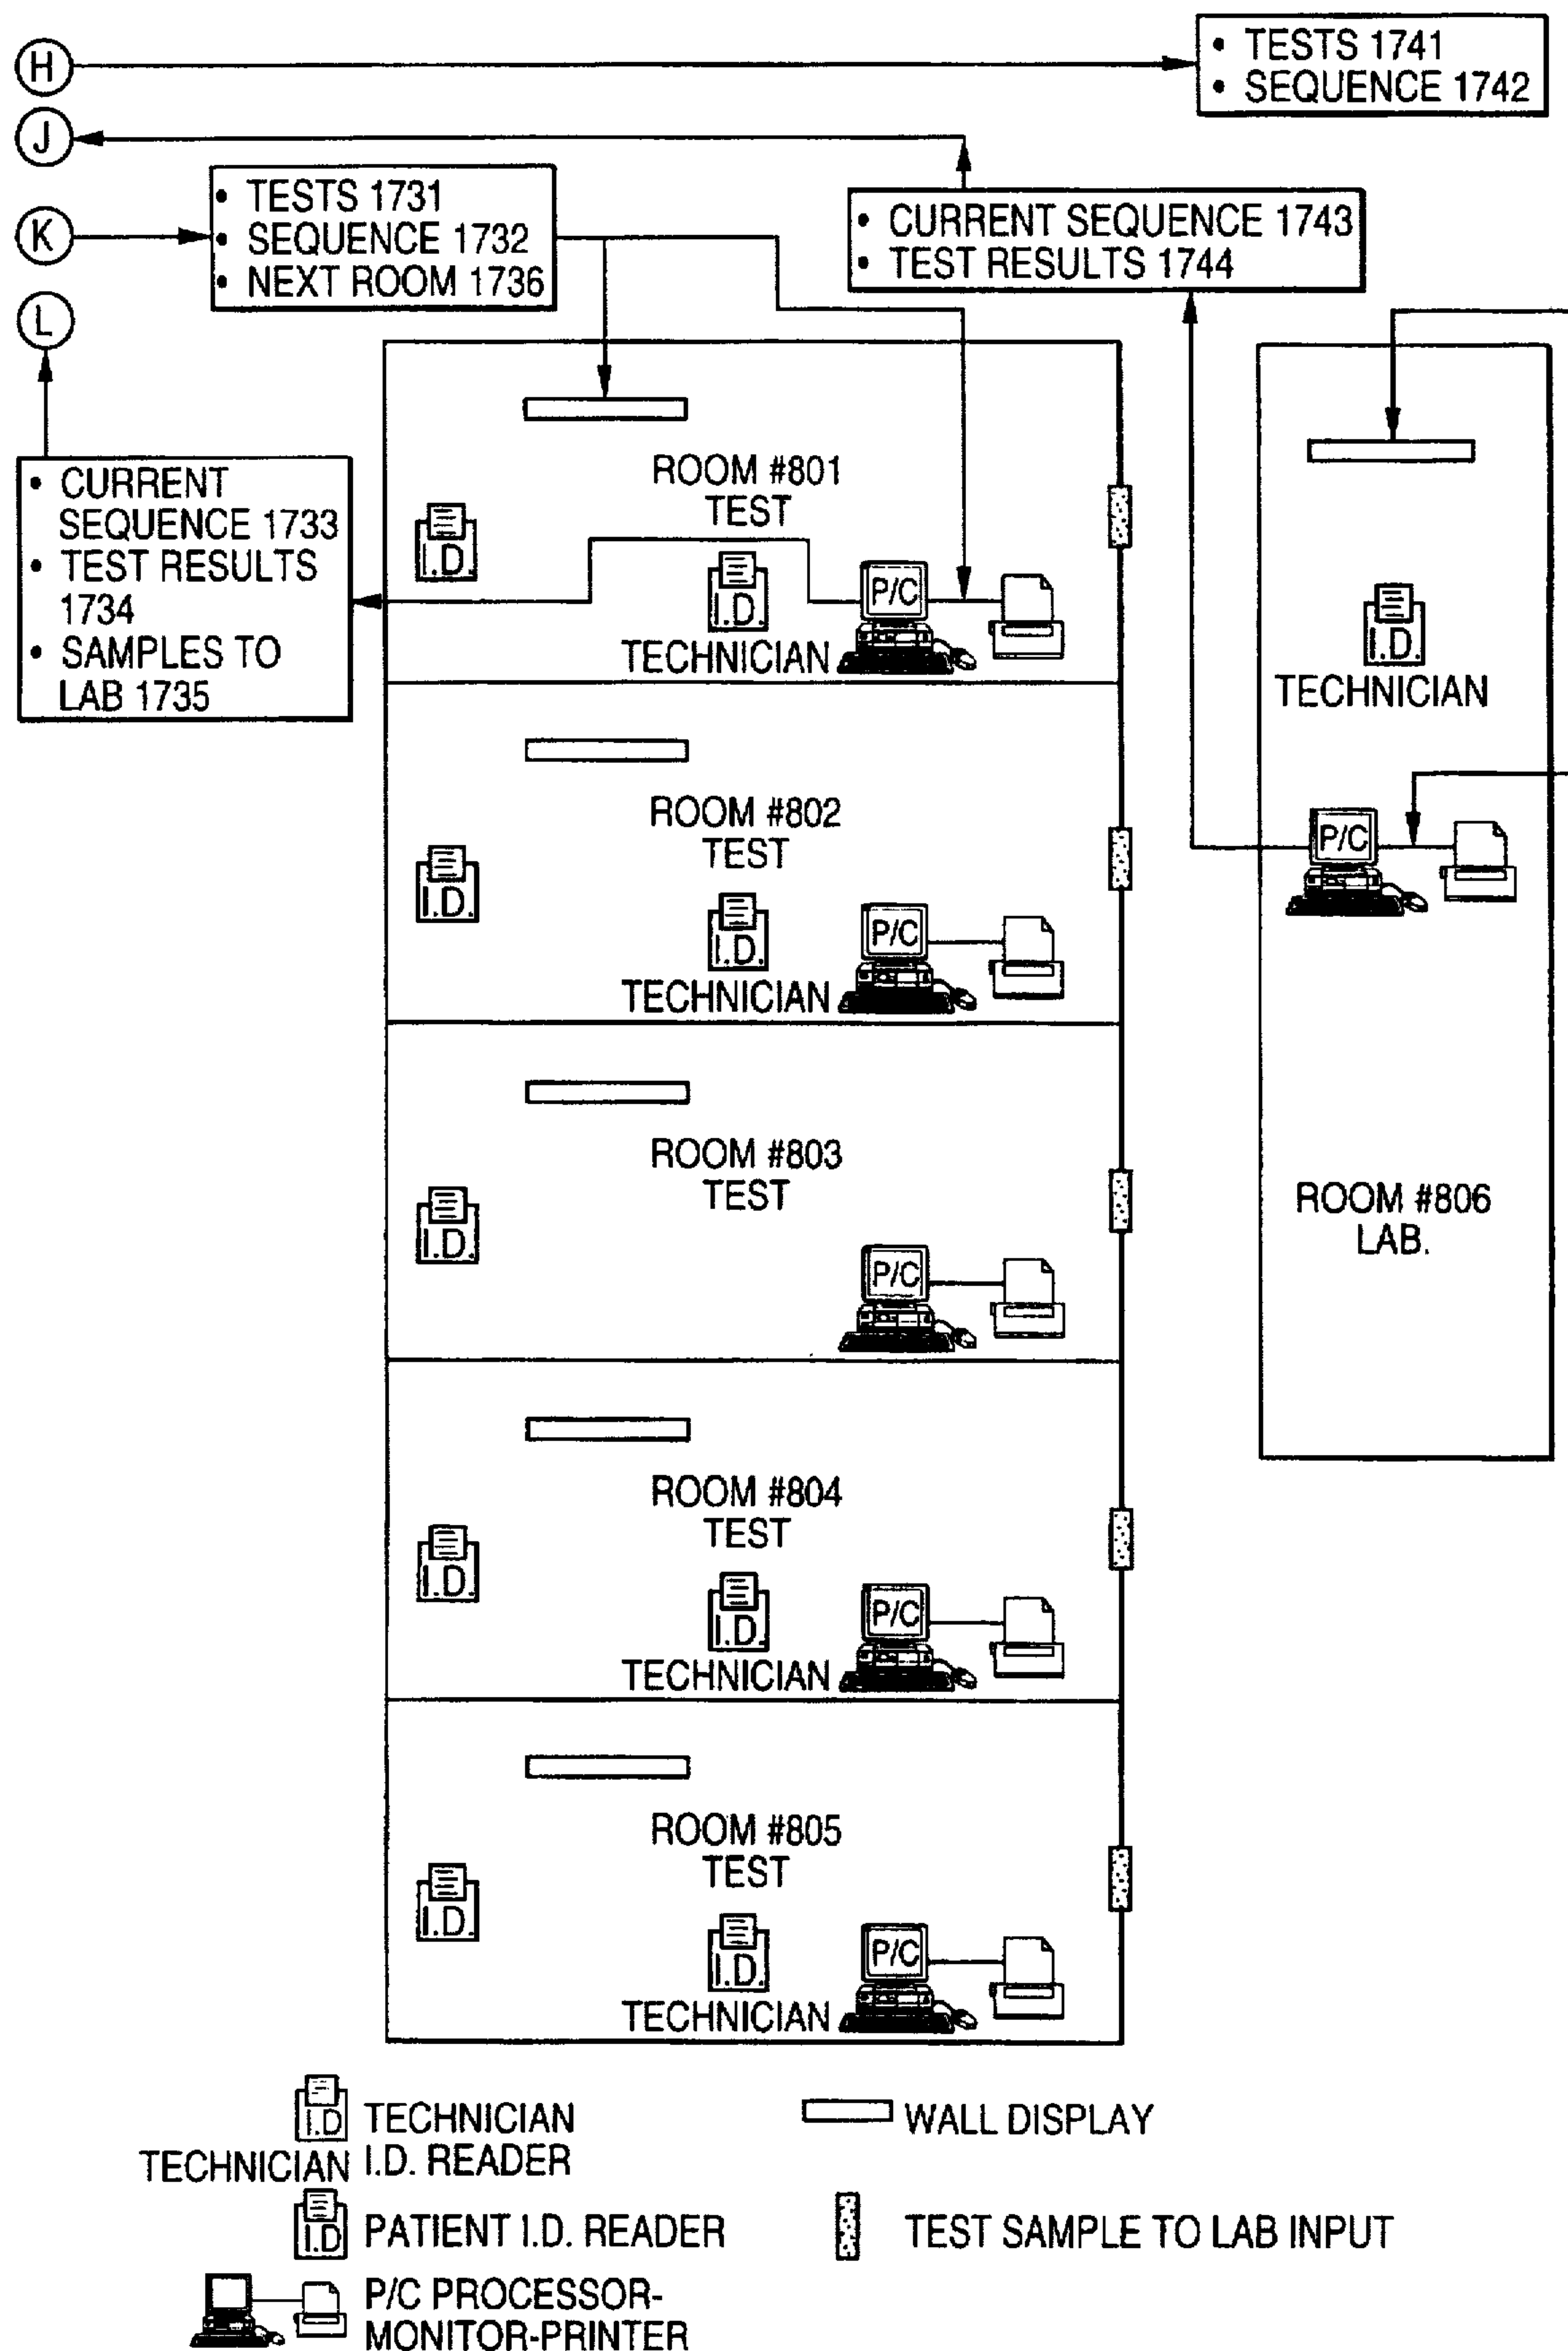 H
• TESTS 1741
• SEQUENCE 1742
J
K
• TESTS 1731
• SEQUENCE 1732
• NEXT ROOM 1736
• CURRENT SEQUENCE 1743
• TEST RESULTS 1744
L
• CURRENT
SEQUENCE 1733
• TEST RESULTS
1734
• SAMPLES TO
LAB 1735
ROOM #801
TEST
I.D.
I.D.
TECHNICIAN
P/C
ROOM #802
TEST
I.D.
I.D.
TECHNICIAN
P/C
ROOM #803
TEST
I.D.
P/C
ROOM #804
TEST
I.D.
I.D.
TECHNICIAN
P/C
ROOM #805
TEST
I.D.
I.D.
TECHNICIAN
P/C
I.D.
TECHNICIAN
P/C
ROOM #806
LAB.
I.D
TECHNICIAN
TECHNICIAN
I.D. READER
I.D
PATIENT I.D. READER
P/C PROCESSOR-
MONITOR-PRINTER
WALL DISPLAY
TEST SAMPLE TO LAB INPUT